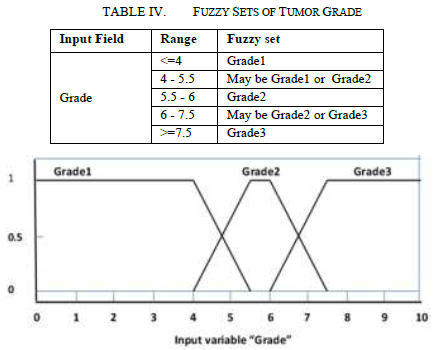 TABLE IV. FUZZY SETS OF TUMOR GRADE
Input Field Range Fuzzy set
<=4 Grade1
4 - 5.5 May be Grade1 or Grade2
Grade 5.5 - 6 Grade2
6 - 7.5 May be Grade2 or Grade3
>=7.5 Grade3
Grade1 Grade2 Grade3
1
0.5
0
0 1 2 3 4 5 6 7 8 9 10
Input variable "Grade"